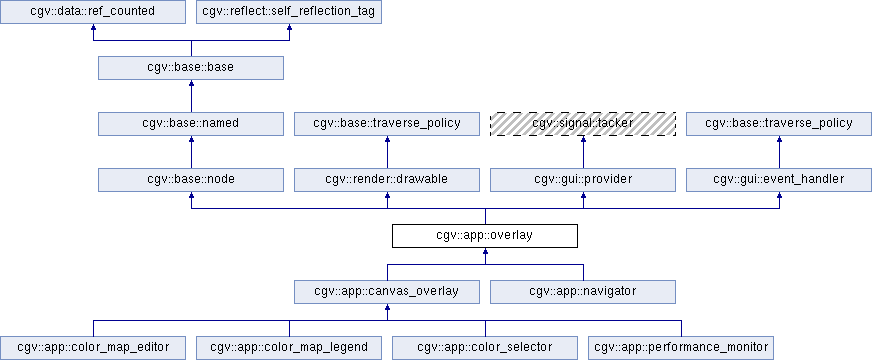 cgv::data::ref_counted cgv::reflect::self_reflection_tag
cgv::base::base
cgv::base::named cgv::base::traverse_policy cgv::signal::tacker cgv::base::traverse_policy
cgv::base::node cgv::render::drawable cgv::gui::provider cgv::gui::event_handler
cgv::app::overlay
cgv::app::canvas_overlay cgv::app::navigator
cgv::app::color_map_editor cgv::app::color_map_legend cgv::app::color_selector cgv::app::performance_monitor